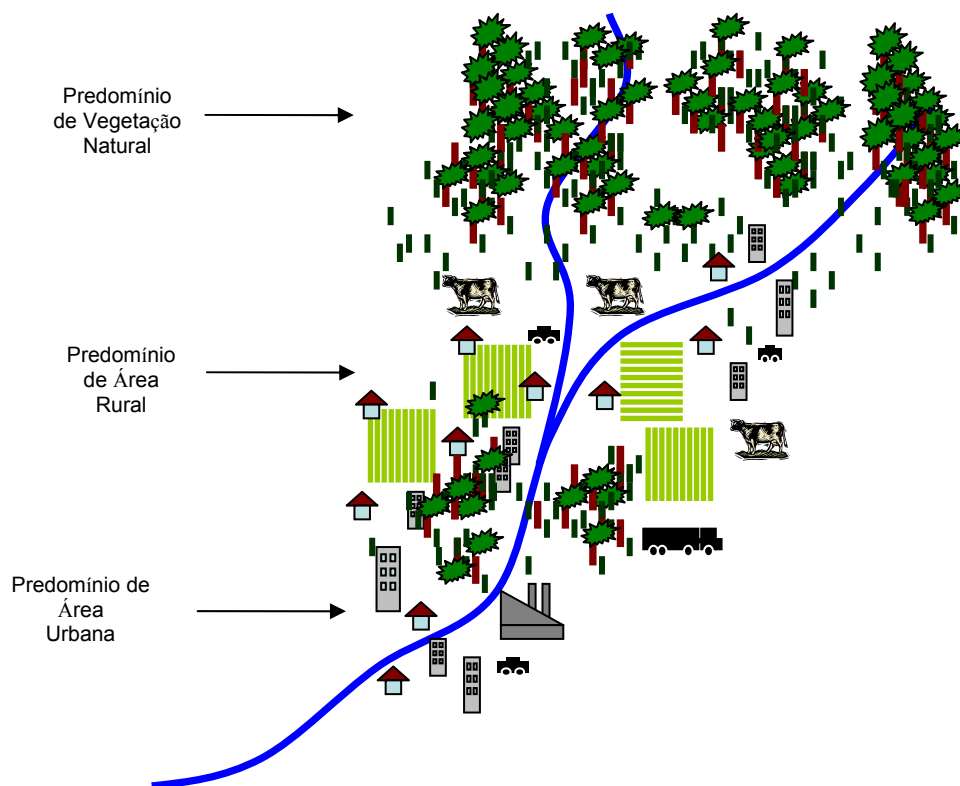 Predomínio
de Vegetação
Natural
Predomínio
de Área
Rural
Predomínio de
Área
Urbana